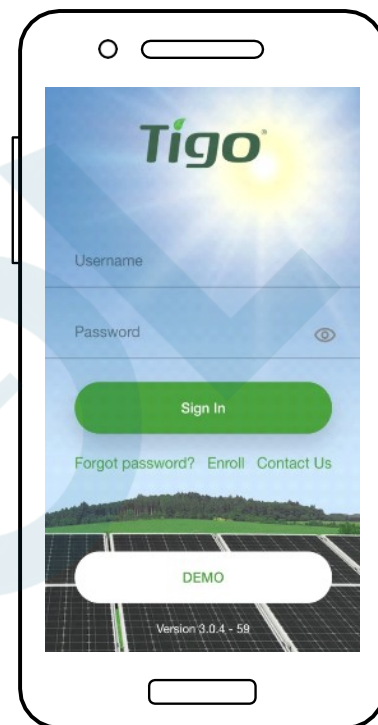 Tigo
Username
Password
Sign In
Forgot password? Enroll Contact Us
DEMO
Version 3.0.4 - 59